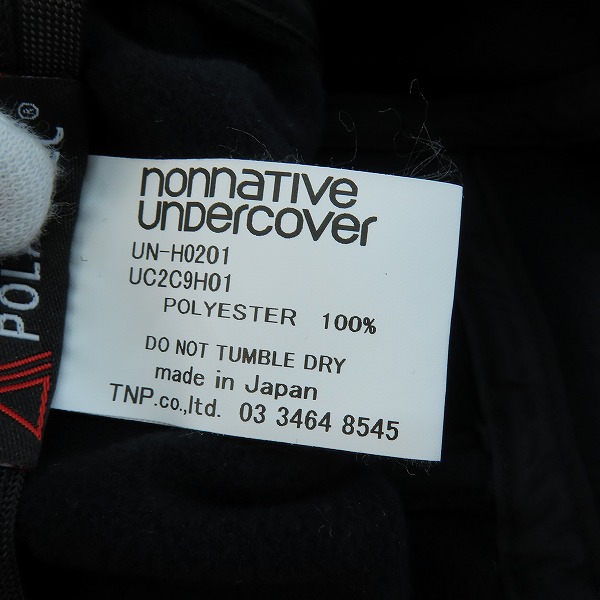 nonnative
undercover
UN-H0201
UC2C9H01
POLYESTER 100%
DO NOT TUMBLE DRY
made in Japan
TNP.co.,ltd. 03 3464 8545
®